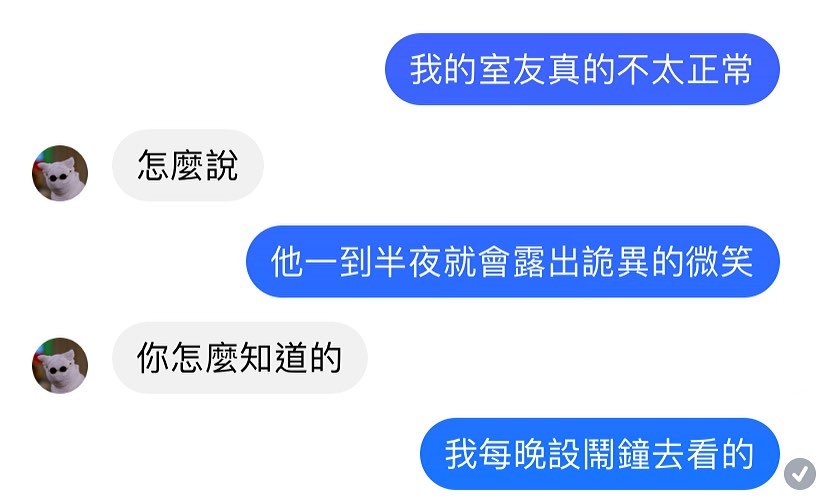 我的室友真的不太正常
怎麼說
他一到半夜就會露出詭異的微笑
你怎麼知道的
我每晚設鬧鐘去看的